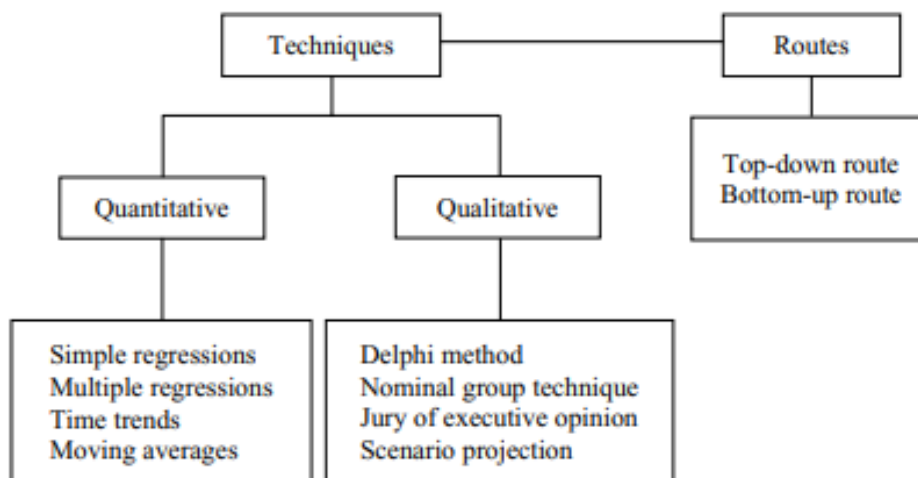 Techniques
Routes
Top-down route
Bottom-up route
Quantitative
Qualitative
Simple regressions
Multiple regressions
Time trends
Moving averages
Delphi method
Nominal group technique
Jury of executive opinion
Scenario projection